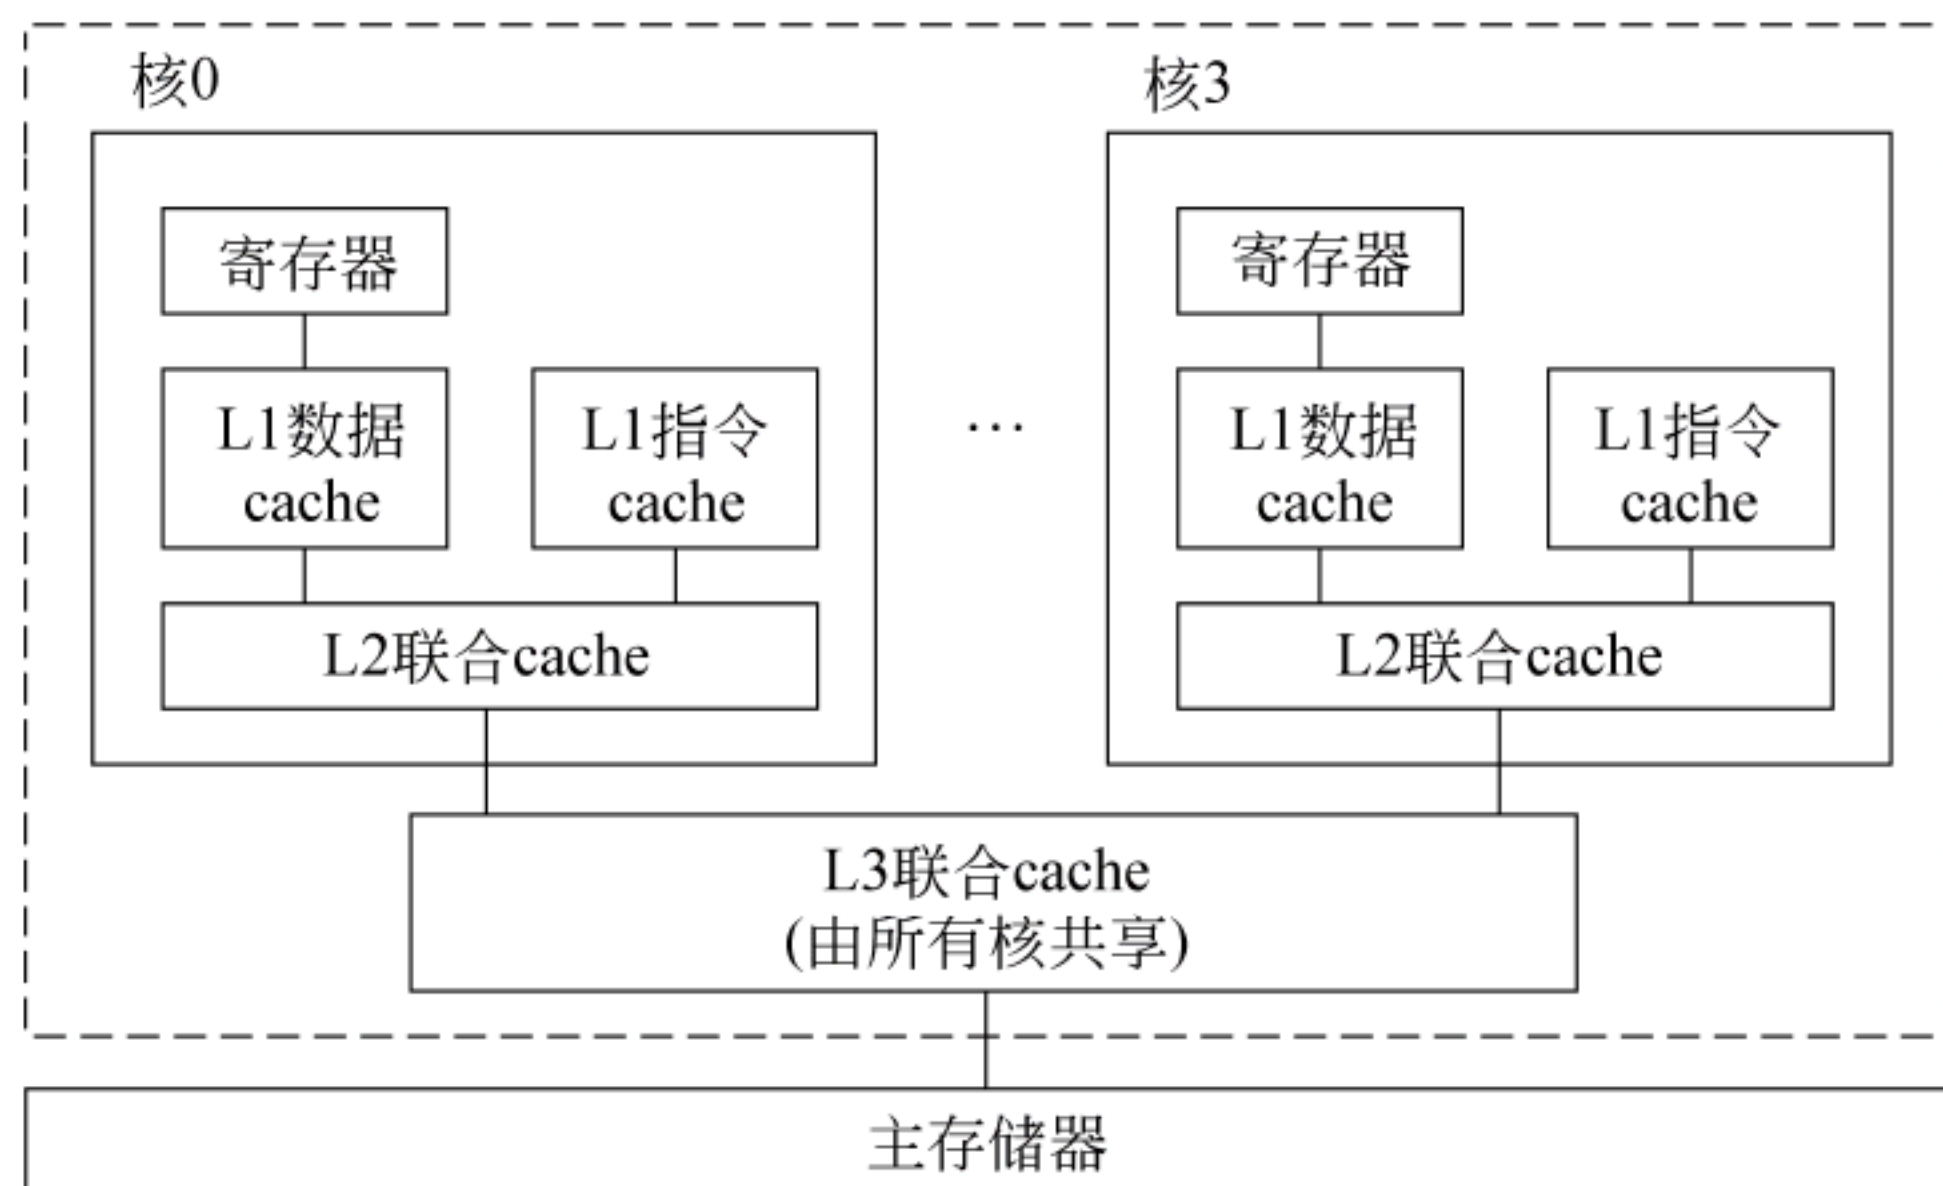 核0
核3
寄存器
寄存器
L1数据
cache
L1指令
cache
…
L1数据
cache
L1指令
cache
L2联合cache
L2联合cache
L3联合cache
(由所有核共享)
主存储器